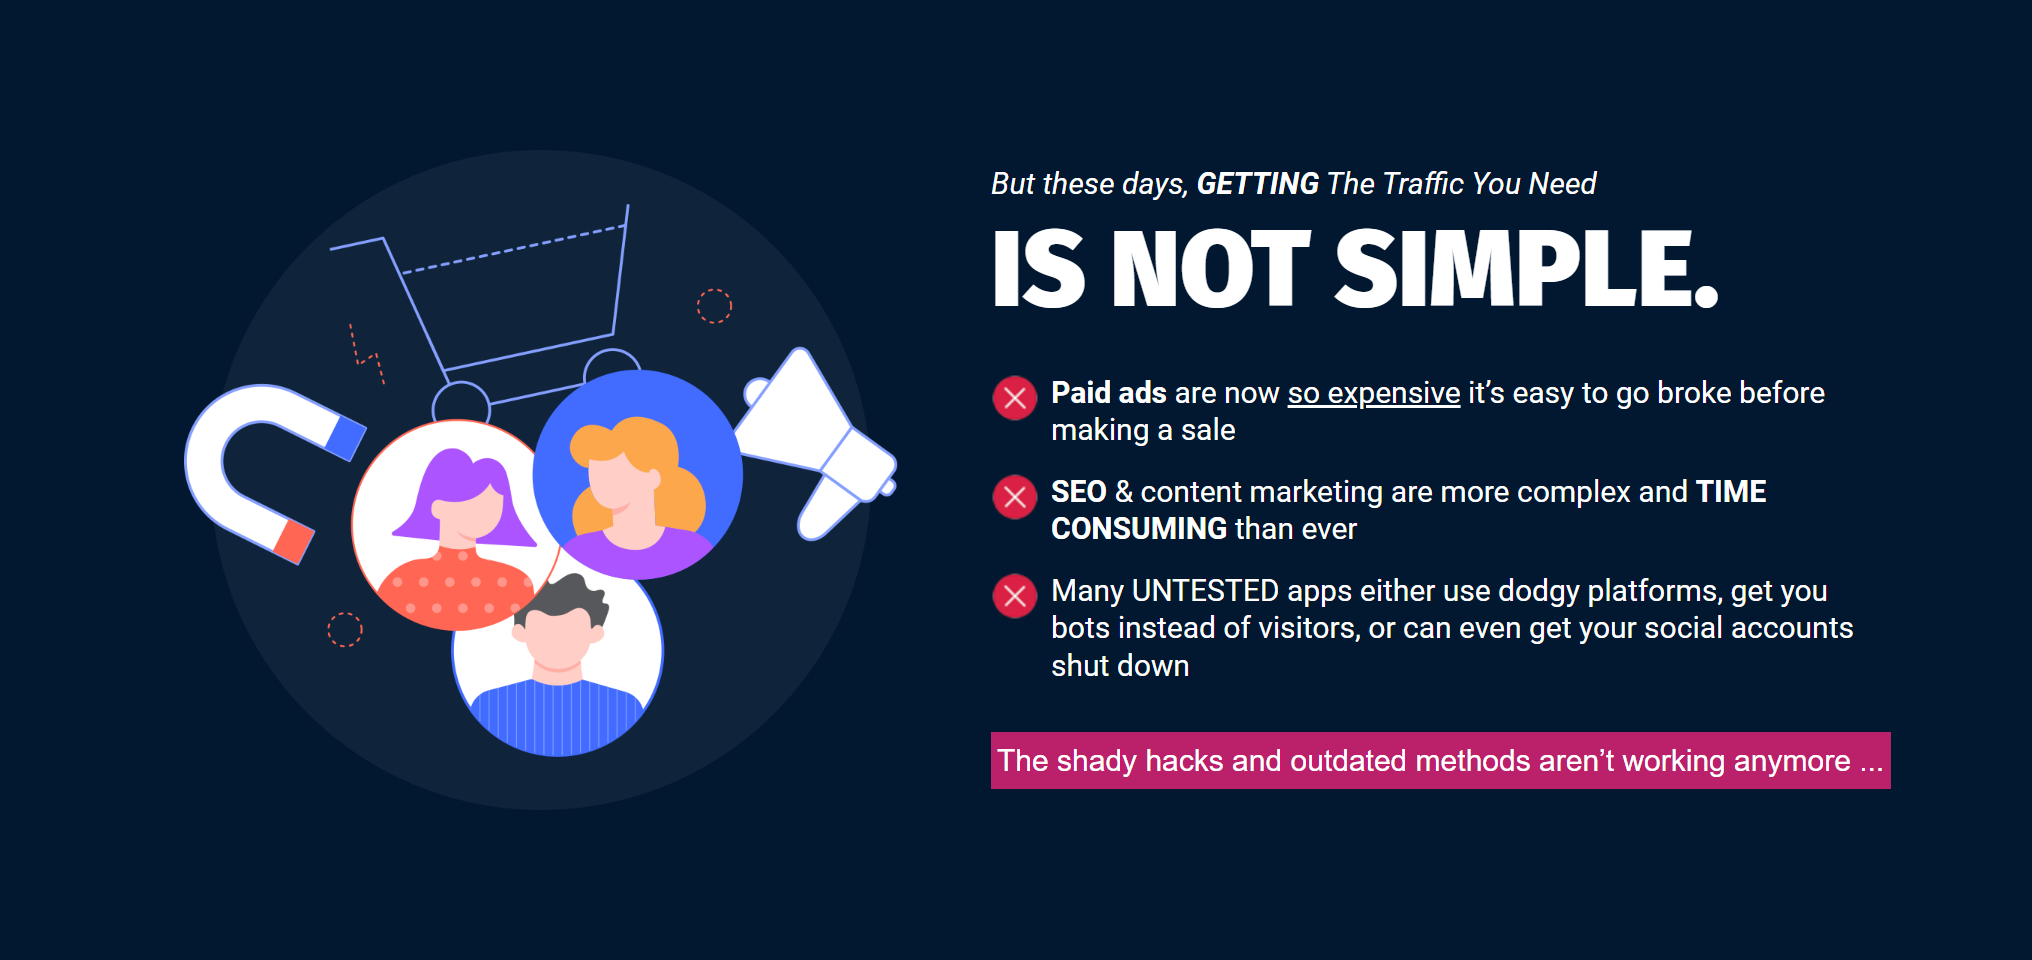 But these days, GETTING The Traffic You Need
IS NOT SIMPLE.
Paid ads are now so expensive it’s easy to go broke before
making a sale
SEO & content marketing are more complex and TIME
CONSUMING than ever
Many UNTESTED apps either use dodgy platforms, get you
bots instead of visitors, or can even get your social accounts
shut down
The shady hacks and outdated methods aren’t working anymore ...